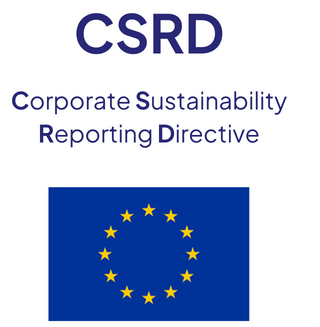 CSRD
Corporate Sustainability
Reporting Directive